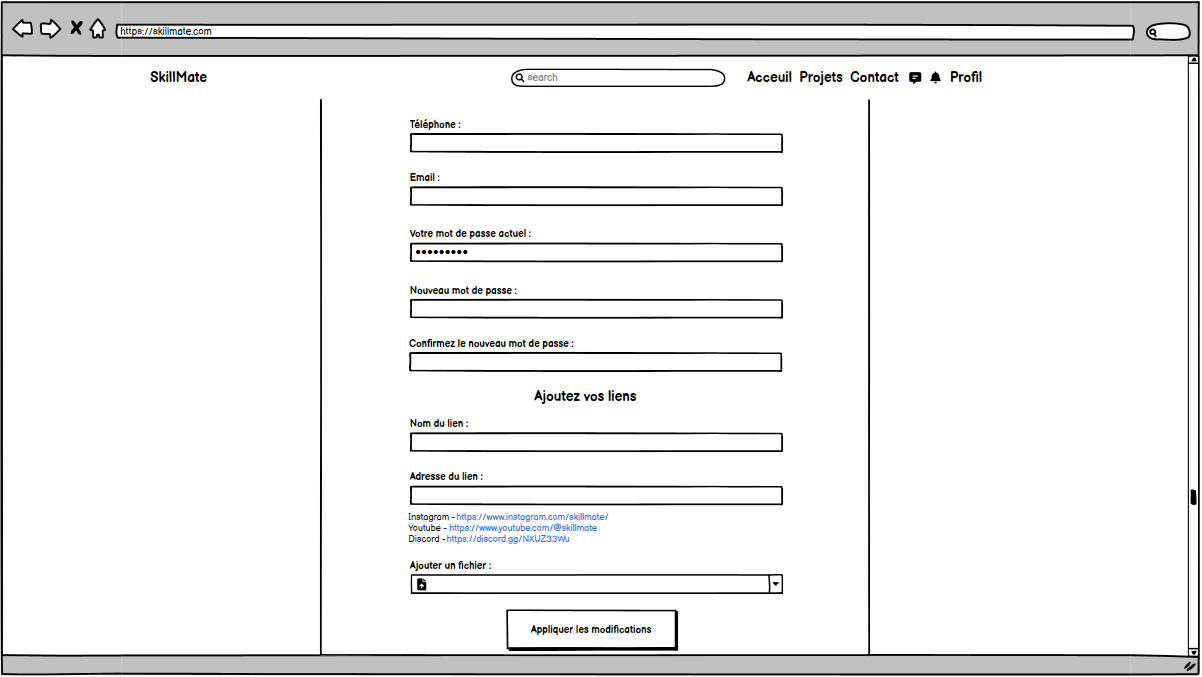 https://skillmate.com
SkillMate
search
Acceuil Projets Contact Profil
Téléphone :
Email :
Votre mot de passe actuel :
•••••••••
Nouveau mot de passe :
Confirmez le nouveau mot de passe :
Ajoutez vos liens
Nom du lien :
Adresse du lien :
Instagram - https://www.instagram.com/skillmate/
Youtube - https://www.youtube.com/@skillmate
Discord - https://discord.gg/NXUZ33Wu
Ajouter un fichier :
Appliquer les modifications